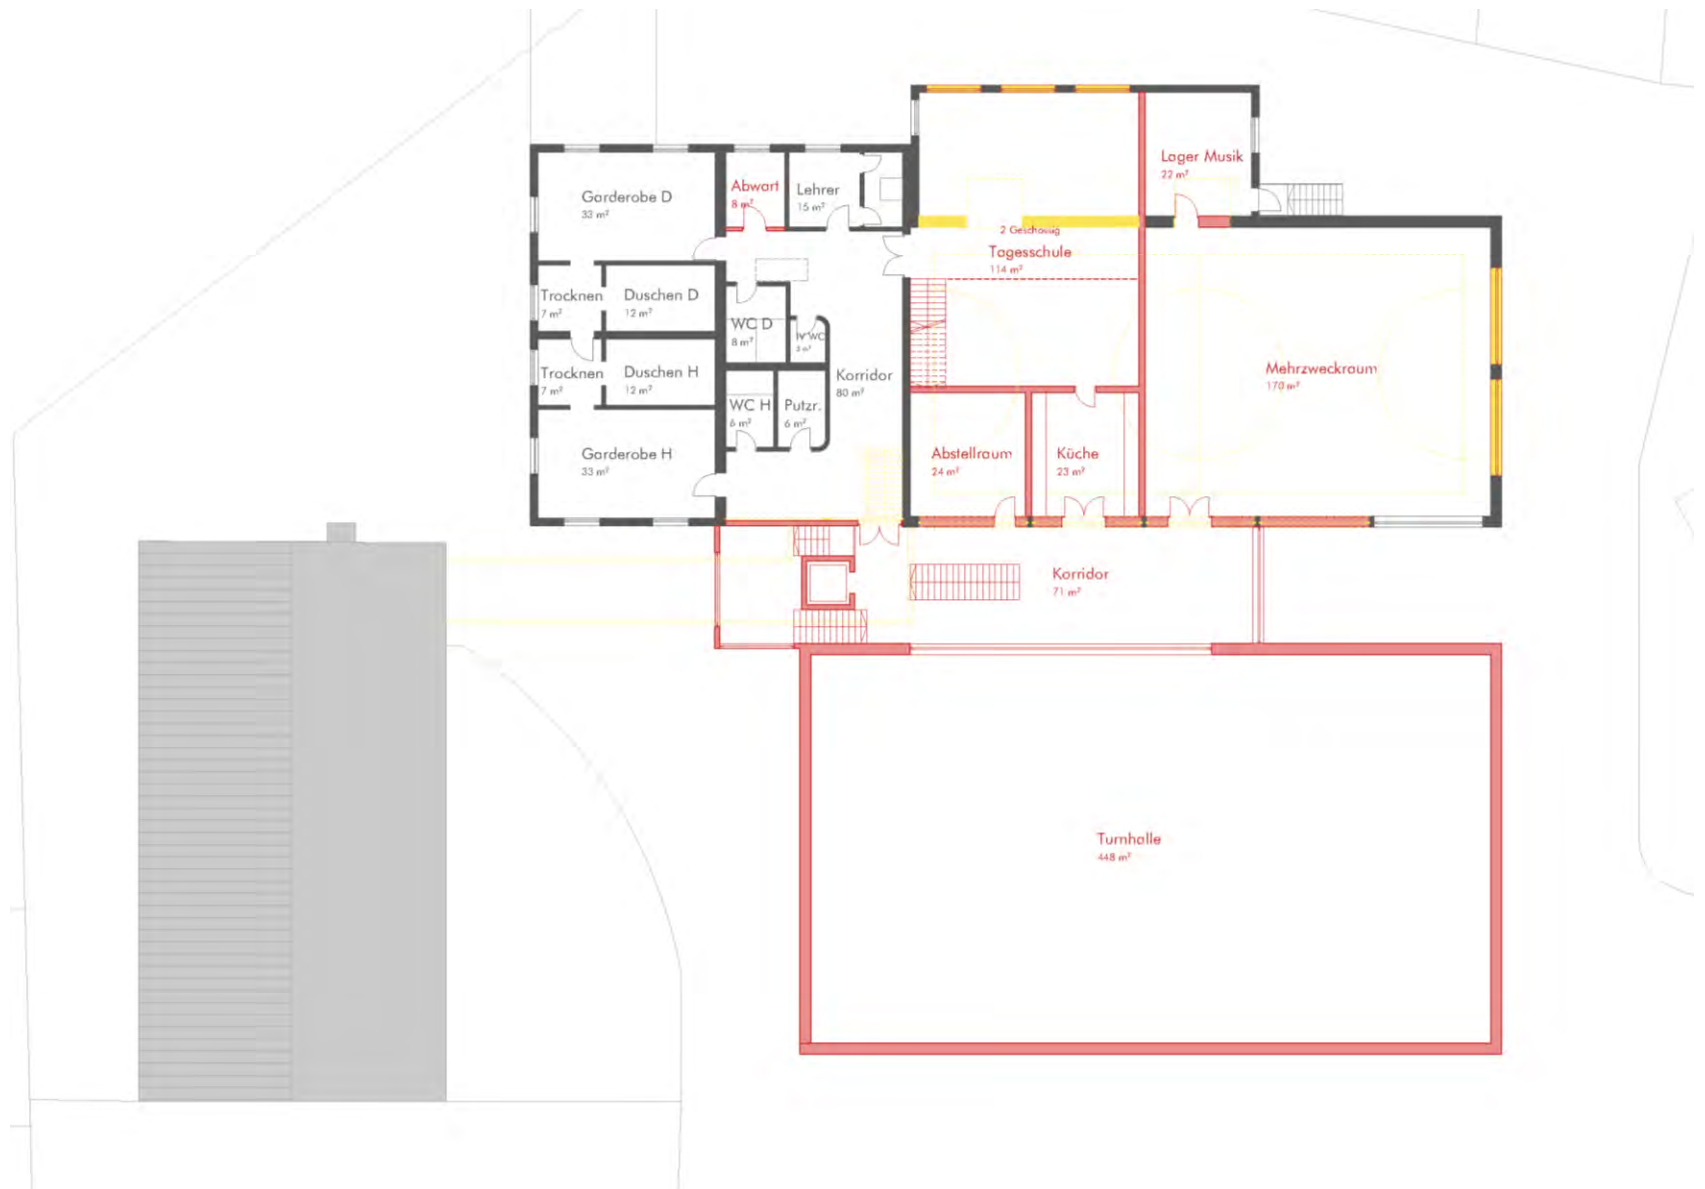 Lager Musik
22 m²
Abwart
8 m²
Lehrer
15 m²
Garderobe D
33 m²
2 Geschossig
Tagesschule
114 m²
Trocknen
7 m²
Duschen D
12 m²
WC D
8 m²
IV WC
Trocknen
7 m²
Duschen H
12 m²
Korridor
80 m²
Mehrzweckraum
170 m²
WC H
6 m²
Putzr.
6 m²
Garderobe H
33 m²
Abstellraum
24 m²
Küche
23 m²
Korridor
71 m²
Turnhalle
448 m²